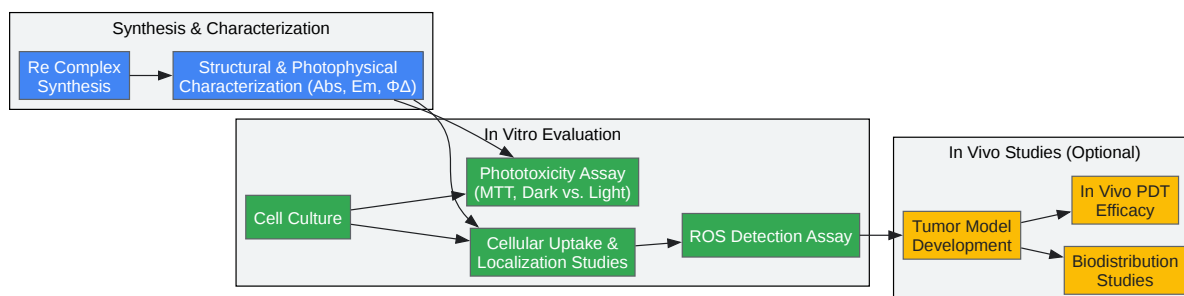 Synthesis & Characterization
Re Complex
Synthesis
Structural & Photophysical
Characterization (Abs, Em, ΦΔ)
In Vitro Evaluation
Cell Culture
Phototoxicity Assay
(MTT, Dark vs. Light)
Cellular Uptake &
Localization Studies
ROS Detection Assay
In Vivo Studies (Optional)
Tumor Model
Development
In Vivo PDT
Efficacy
Biodistribution
Studies